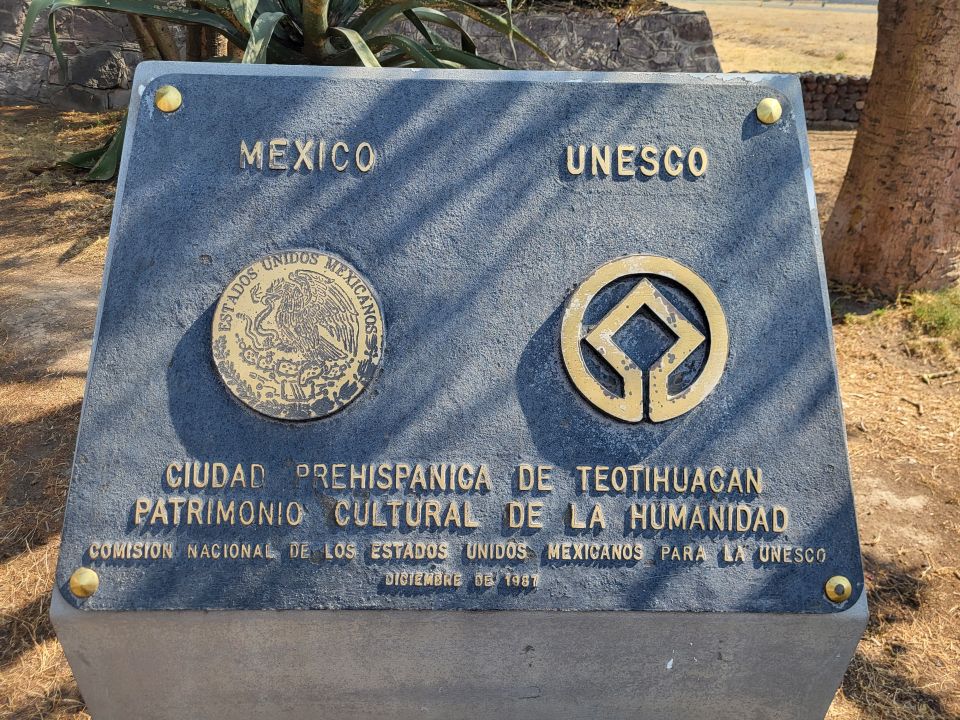 MEXICO
UNESCO
ESTADOS UNIDOS MEXICANOS
CIUDAD PREHISPANICA DE TEOTIHUACAN
PATRIMONIO CULTURAL DE LA HUMANIDAD
COMISION NACIONAL DE LOS ESTADOS UNIDOS MEXICANOS PARA LA UNESCO
DICIEMBRE DE 1987